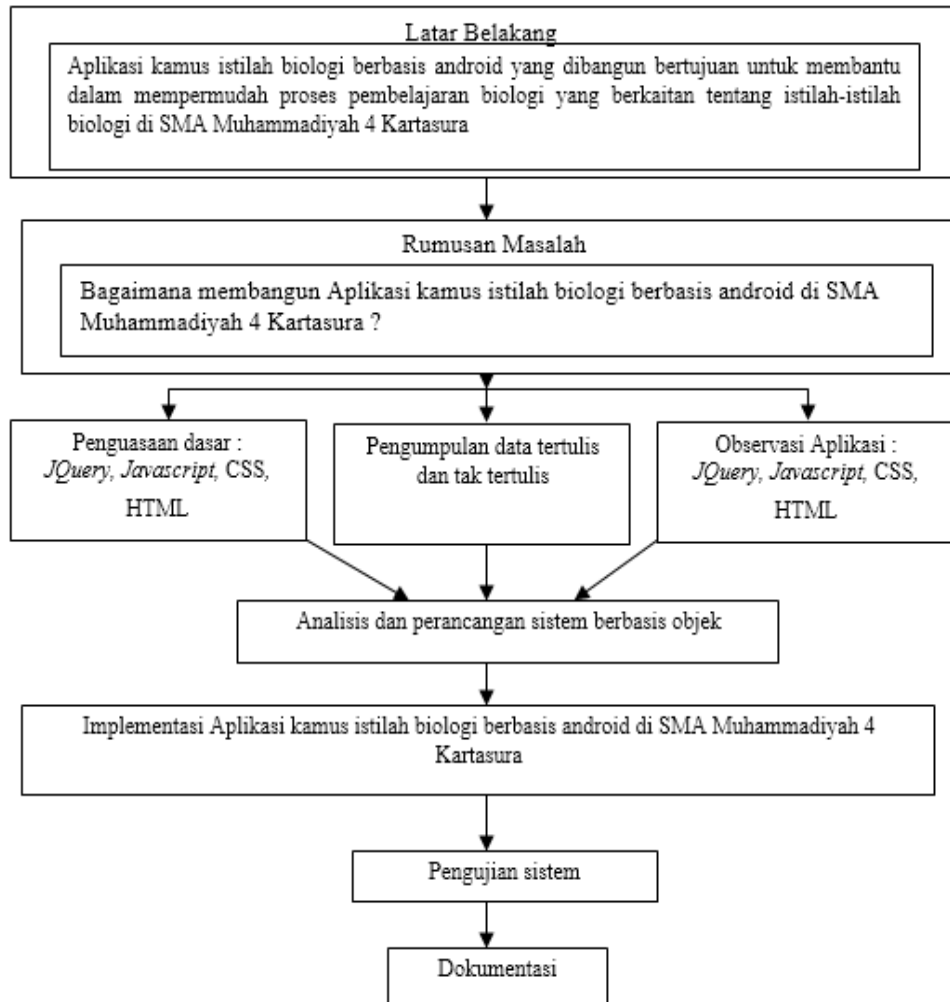 Latar Belakang
Aplikasi kamus istilah biologi berbasis android yang dibangun bertujuan untuk membantu
dalam mempermudah proses pembelajaran biologi yang berkaitan tentang istilah-istilah
biologi di SMA Muhammadiyah 4 Kartasura
Rumusan Masalah
Bagaimana membangun Aplikasi kamus istilah biologi berbasis android di SMA
Muhammadiyah 4 Kartasura ?
Penguasaan dasar :
JQuery, Javascript, CSS,
HTML
Pengumpulan data tertulis
dan tak tertulis
Observasi Aplikasi :
JQuery, Javascript, CSS,
HTML
Analisis dan perancangan sistem berbasis objek
Implementasi Aplikasi kamus istilah biologi berbasis android di SMA Muhammadiyah 4
Kartasura
Pengujian sistem
Dokumentasi